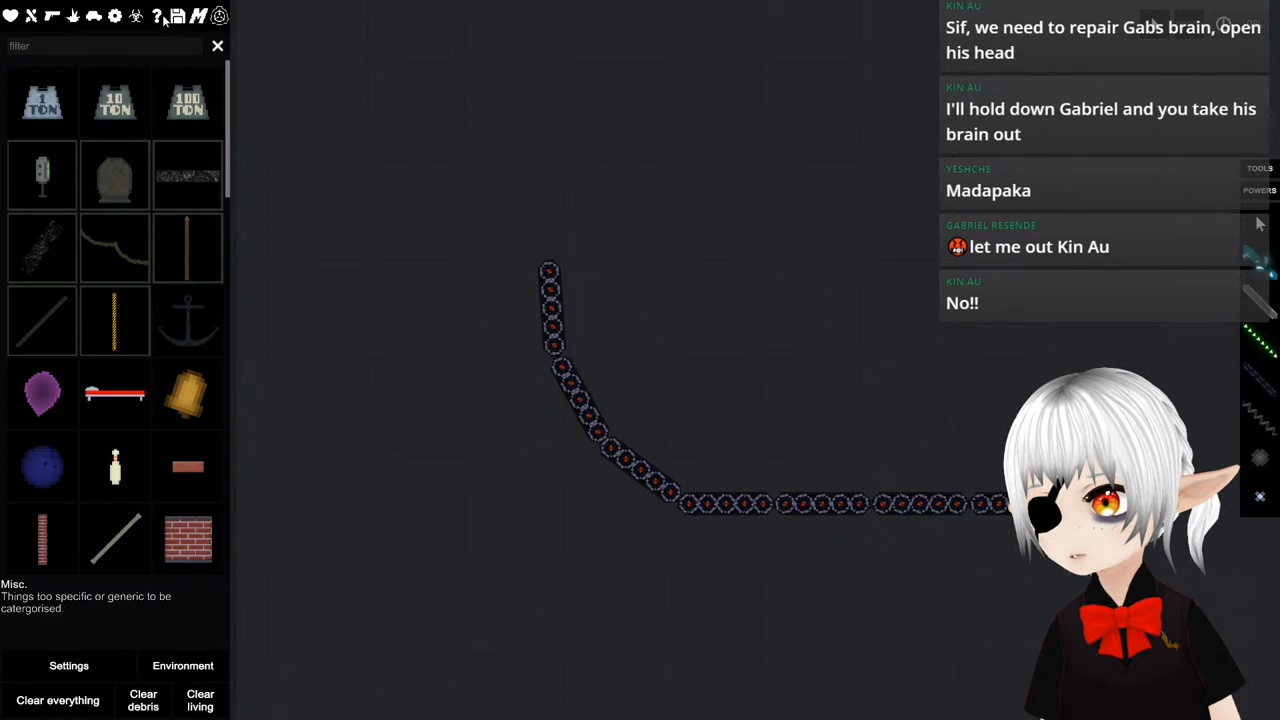 filter
1
TON
10
TON
100
TON
Misc.
Things too specific or generic to be
catergorised.
Settings
Environment
Clear everything
Clear
debris
Clear
living
KIN AU
Sif, we need to repair Gabs brain, open
his head
KIN AU
I'll hold down Gabriel and you take his
brain out
YESHCHE
Madapaka
GABRIEL RESENDE
let me out Kin Au
KIN AU
No!!
TOOLS
POWERS